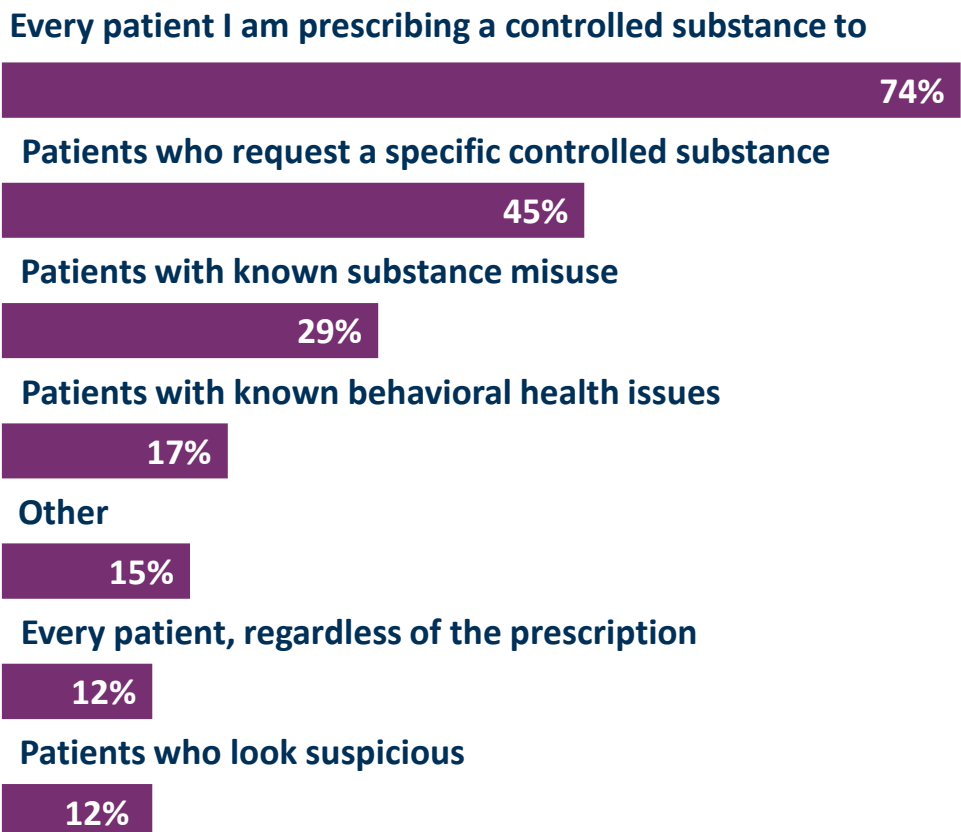 Every patient I am prescribing a controlled substance to
74%
Patients who request a specific controlled substance
45%
Patients with known substance misuse
29%
Patients with known behavioral health issues
17%
Other
15%
Every patient, regardless of the prescription
12%
Patients who look suspicious
12%